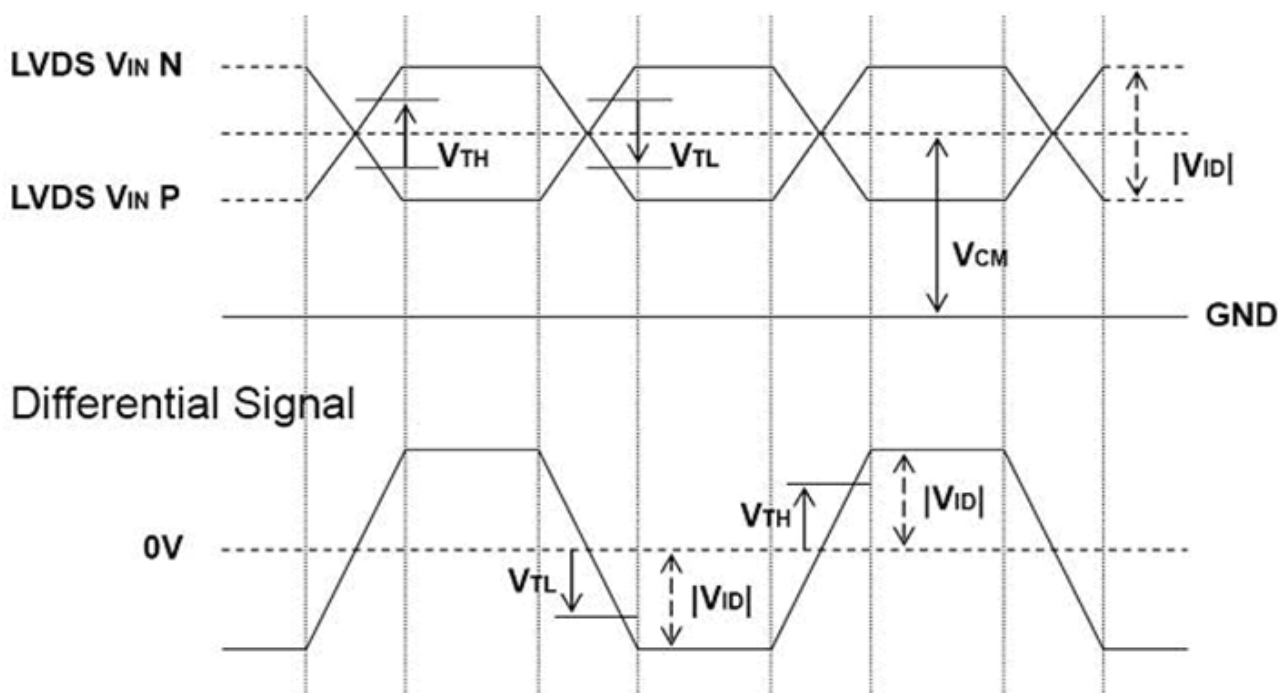 LVDS VIN N
VTH
VTL
|VID|
LVDS VIN P
VCM
GND
Differential Signal
VTH
|VID|
0V
VTL
|VID|